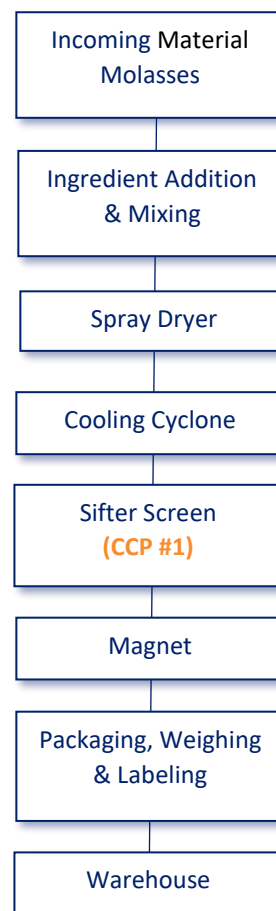 Incoming Material
Molasses
Ingredient Addition
& Mixing
Spray Dryer
Cooling Cyclone
Sifter Screen
(CCP #1)
Magnet
Packaging, Weighing
& Labeling
Warehouse